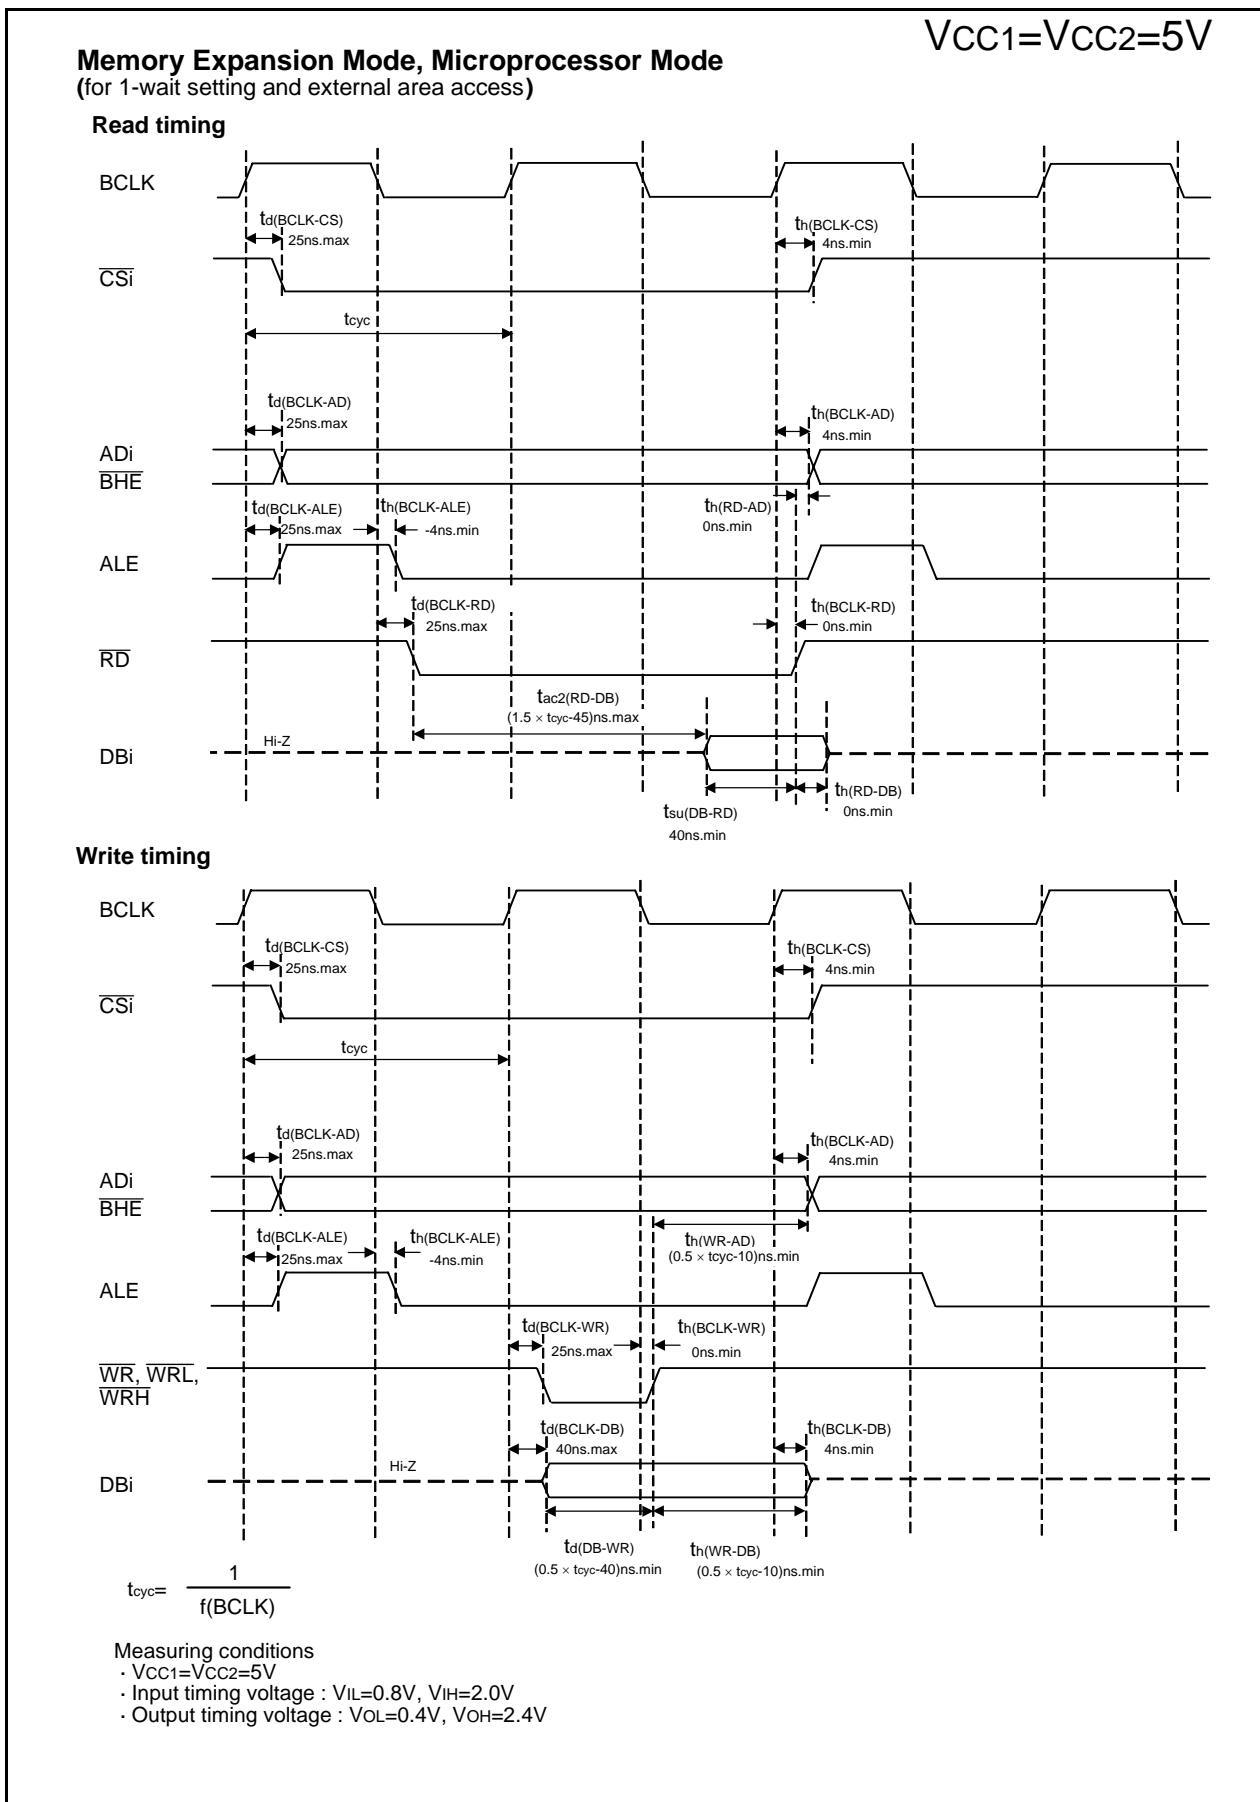 VCC1=VCC2=5V
Memory Expansion Mode, Microprocessor Mode
(for 1-wait setting and external area access)
Read timing
BCLK
td(BCLK-CS)
25ns.max
th(BCLK-CS)
4ns.min
CSi
tcyc
td(BCLK-AD)
25ns.max
th(BCLK-AD)
4ns.min
ADi
BHE
td(BCLK-ALE)
25ns.max
th(BCLK-ALE)
-4ns.min
th(RD-AD)
0ns.min
ALE
td(BCLK-RD)
25ns.max
th(BCLK-RD)
0ns.min
RD
tac2(RD-DB)
(1.5 × tcyc-45)ns.max
Hi-Z
DBi
tsu(DB-RD)
40ns.min
th(RD-DB)
0ns.min
Write timing
BCLK
td(BCLK-CS)
25ns.max
th(BCLK-CS)
4ns.min
CSi
tcyc
td(BCLK-AD)
25ns.max
th(BCLK-AD)
4ns.min
ADi
BHE
td(BCLK-ALE)
25ns.max
th(BCLK-ALE)
-4ns.min
th(WR-AD)
(0.5 × tcyc-10)ns.min
ALE
td(BCLK-WR)
25ns.max
th(BCLK-WR)
0ns.min
WR, WRL,
WRH
td(BCLK-DB)
40ns.max
th(BCLK-DB)
4ns.min
Hi-Z
DBi
td(DB-WR)
(0.5 × tcyc-40)ns.min
th(WR-DB)
(0.5 × tcyc-10)ns.min
tcyc= 1
f(BCLK)
Measuring conditions
· VCC1=VCC2=5V
· Input timing voltage : VIL=0.8V, VIH=2.0V
· Output timing voltage : VOL=0.4V, VOH=2.4V